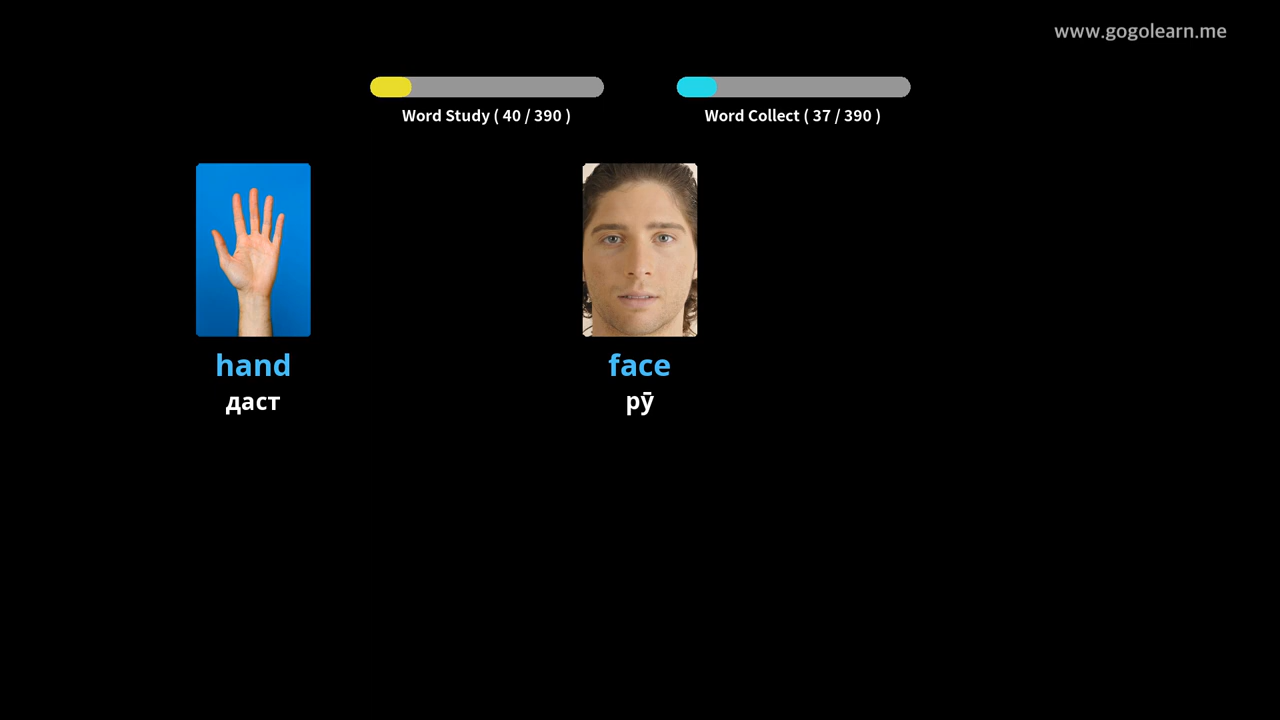 www.gogolearn.me
Word Study ( 40 / 390 )
Word Collect ( 37 / 390 )
hand
даст
face
рӯ